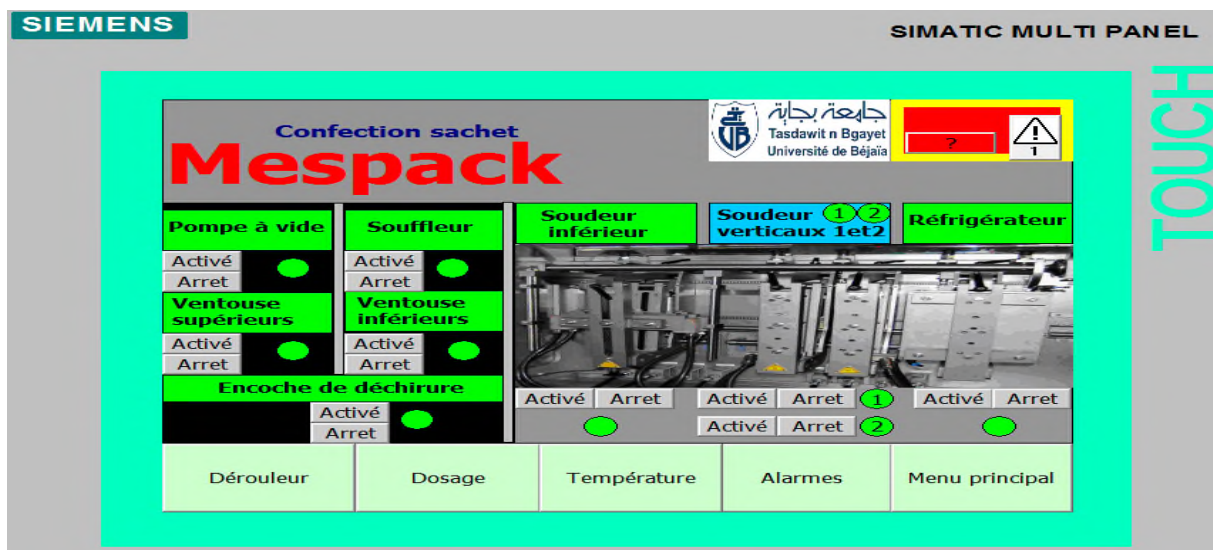 SIEMENS
SIMATIC MULTI PANEL
TOUCH
Confection sachet
Mespack
جامعة بجاية
Tasdawit n Bgayet
Université de Béjaïa
UB
?
!
1
Pompe à vide
Souffleur
Soudeur inférieur
Soudeur 1 2
verticaux 1et2
Réfrigérateur
Activé
Arret
Activé
Arret
Ventouse
supérieurs
Ventouse
inférieurs
Activé
Arret
Activé
Arret
Encoche de déchirure
Activé
Arret
Activé Arret
Activé Arret 1
Activé Arret 2
Activé Arret
Dérouleur
Dosage
Température
Alarmes
Menu principal